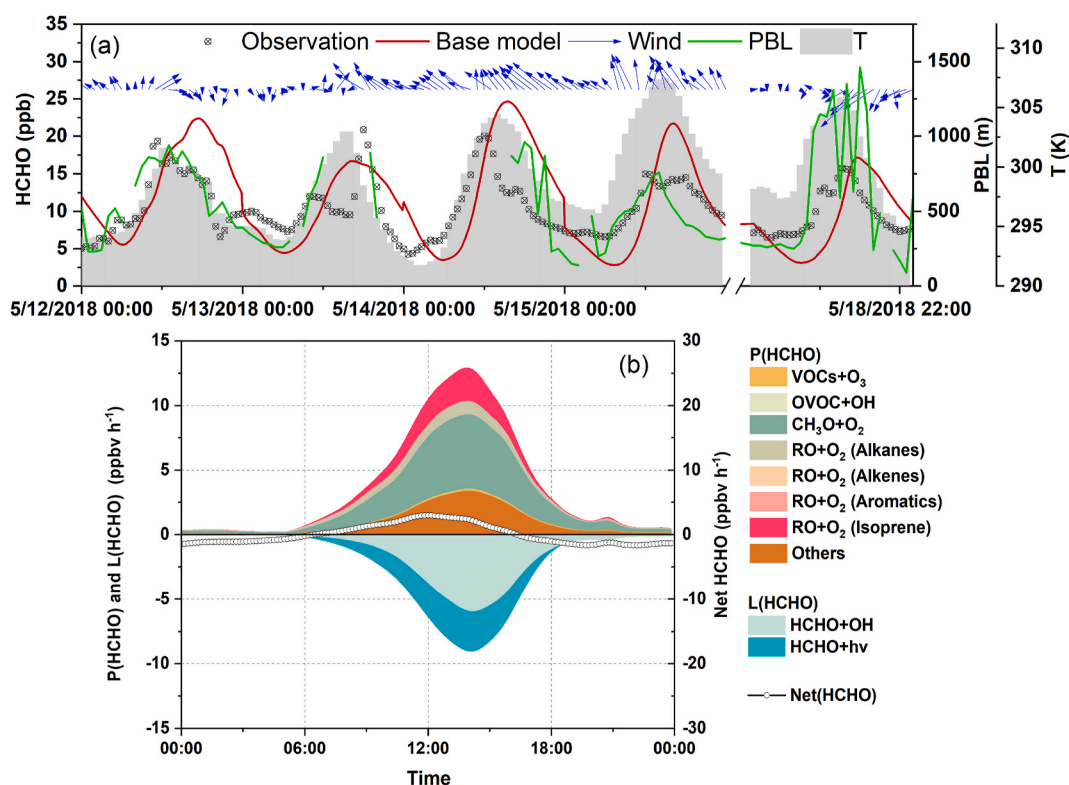 (a) Observation Base model Wind PBL T
HCHO (ppb)
35
30
25
20
15
10
5
0
1500
1000
500
0
PBL (m)
310
305
300
295
290
T (K)
5/12/2018 00:00 5/13/2018 00:00 5/14/2018 00:00 5/15/2018 00:00 5/18/2018 22:00
(b)
P(HCHO) and L(HCHO) (ppbv h⁻¹)
15
10
5
0
-5
-10
-15
30
20
10
0
-10
-20
-30
Net HCHO (ppbv h⁻¹)
00:00 06:00 12:00 18:00 00:00
Time
P(HCHO)
VOCs+O₃
OVOC+OH
CH₃O+O₂
RO+O₂ (Alkanes)
RO+O₂ (Alkenes)
RO+O₂ (Aromatics)
RO+O₂ (Isoprene)
Others
L(HCHO)
HCHO+OH
HCHO+hv
Net(HCHO)